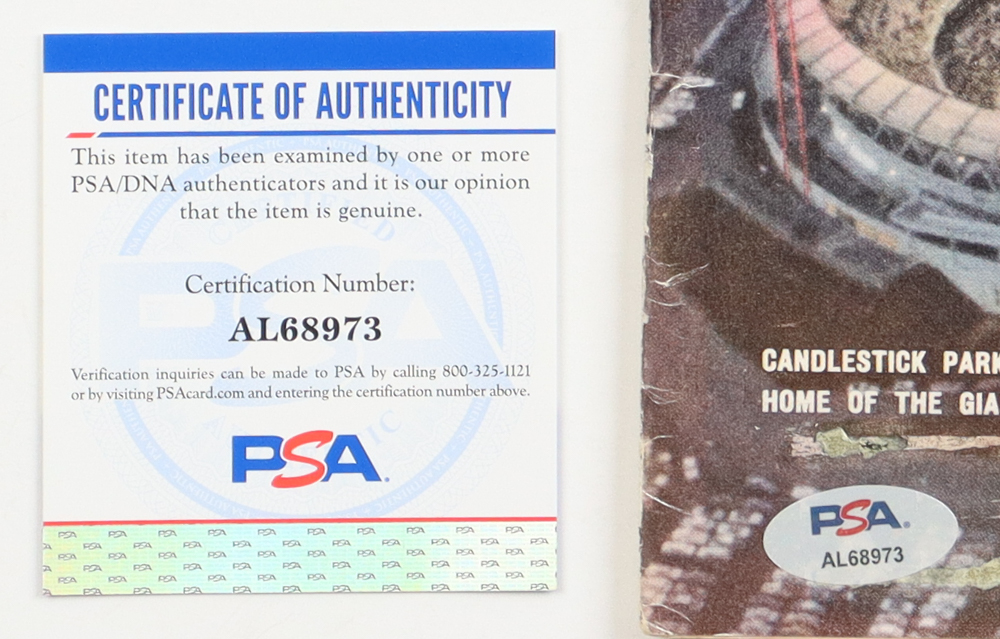 CERTIFICATE OF AUTHENTICITY
This item has been examined by one or more
PSA/DNA authenticators and it is our opinion
that the item is genuine.
Certification Number:
AL68973
Verification inquiries can be made to PSA by calling 800-325-1121
or by visiting PSAcard.com and entering the certification number above.
PSA
CANDLESTICK PARK
HOME OF THE GIA
PSA
AL68973